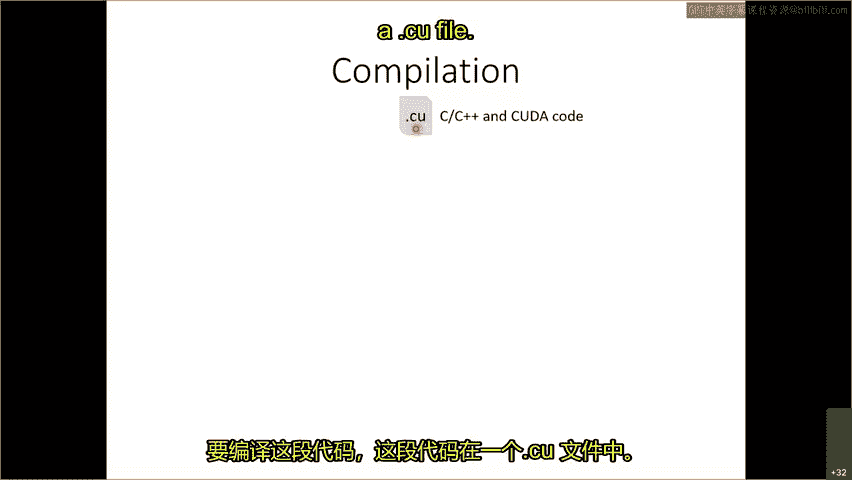 a .cu file.
Compilation
.cu C/C++ and CUDA code
要编译这段代码，这段代码在一个.cu 文件中。
+32